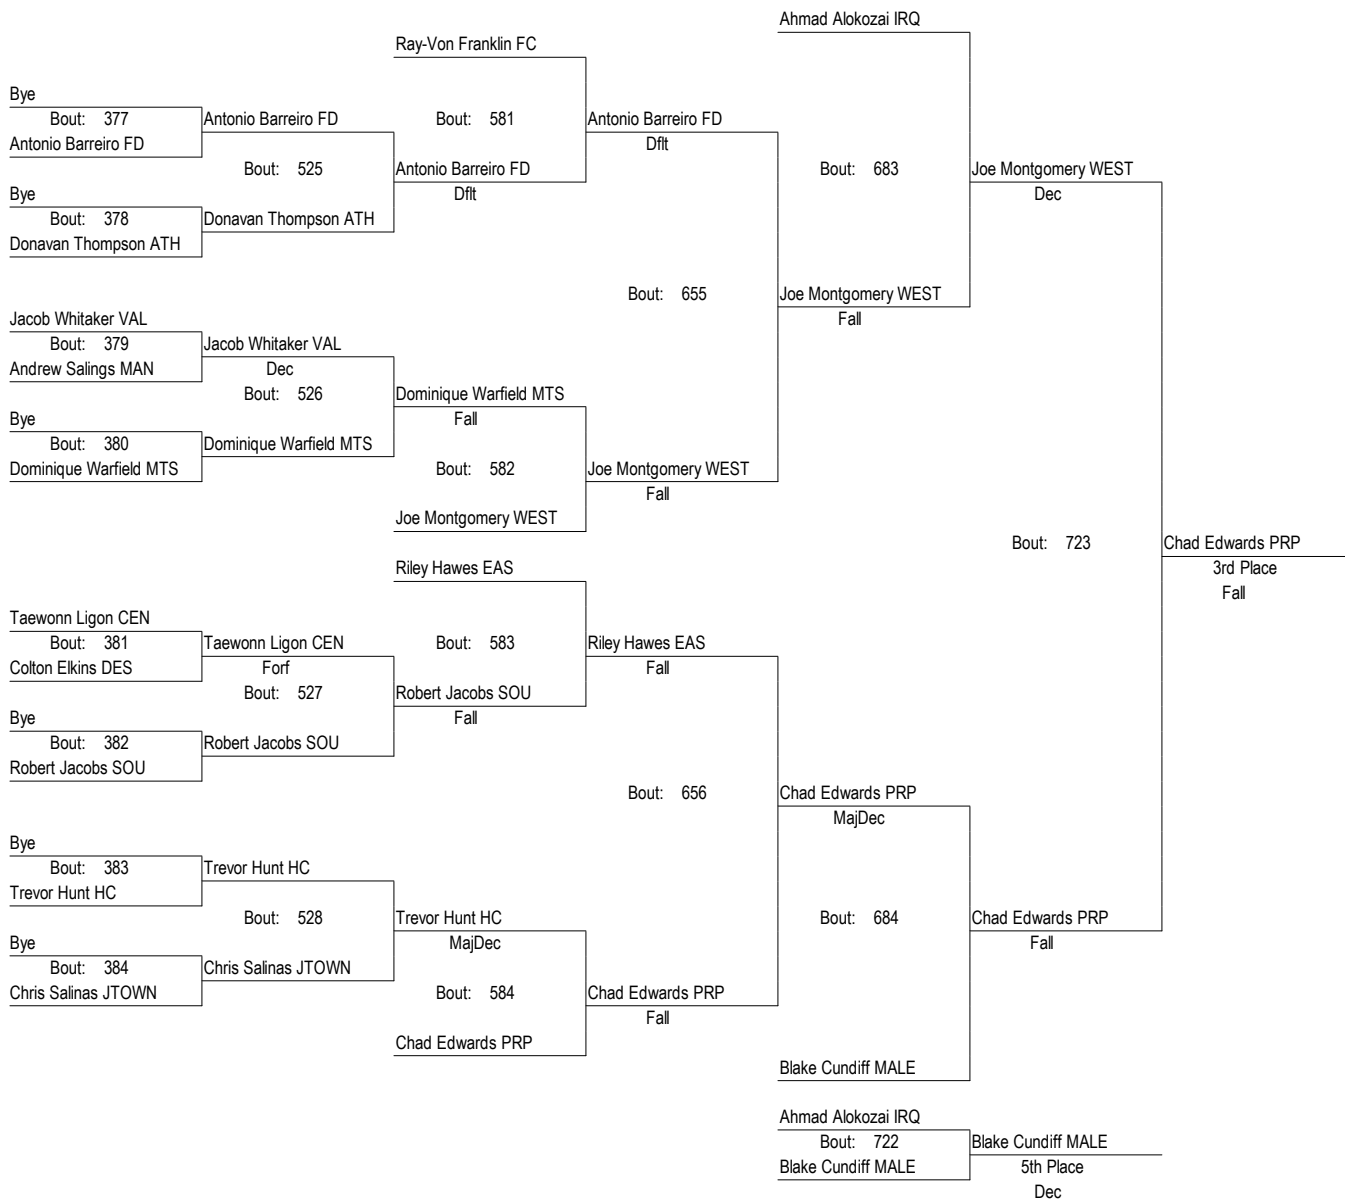 Ahmad Alokozai IRQ
Ray-Von Franklin FC
Bye
Bout: 377
Antonio Barreiro FD
Antonio Barreiro FD
Bout: 581
Antonio Barreiro FD
Dflt
Bout: 525
Antonio Barreiro FD
Dflt
Bout: 683
Joe Montgomery WEST
Dec
Bye
Bout: 378
Donavan Thompson ATH
Donavan Thompson ATH
Bout: 655
Joe Montgomery WEST
Fall
Jacob Whitaker VAL
Bout: 379
Andrew Salings MAN
Jacob Whitaker VAL
Dec
Bout: 526
Dominique Warfield MTS
Fall
Bye
Bout: 380
Dominique Warfield MTS
Dominique Warfield MTS
Bout: 582
Joe Montgomery WEST
Fall
Joe Montgomery WEST
Bout: 723
Chad Edwards PRP
3rd Place
Fall
Riley Hawes EAS
Taewonn Ligon CEN
Bout: 381
Colton Elkins DES
Taewonn Ligon CEN
Forf
Bout: 583
Riley Hawes EAS
Fall
Bout: 527
Robert Jacobs SOU
Fall
Bye
Bout: 382
Robert Jacobs SOU
Robert Jacobs SOU
Bout: 656
Chad Edwards PRP
MajDec
Bye
Bout: 383
Trevor Hunt HC
Trevor Hunt HC
Bout: 528
Trevor Hunt HC
MajDec
Bout: 684
Chad Edwards PRP
Fall
Bye
Bout: 384
Chris Salinas JTOWN
Chris Salinas JTOWN
Bout: 584
Chad Edwards PRP
Fall
Chad Edwards PRP
Blake Cundiff MALE
Ahmad Alokozai IRQ
Bout: 722
Blake Cundiff MALE
Blake Cundiff MALE
5th Place
Dec